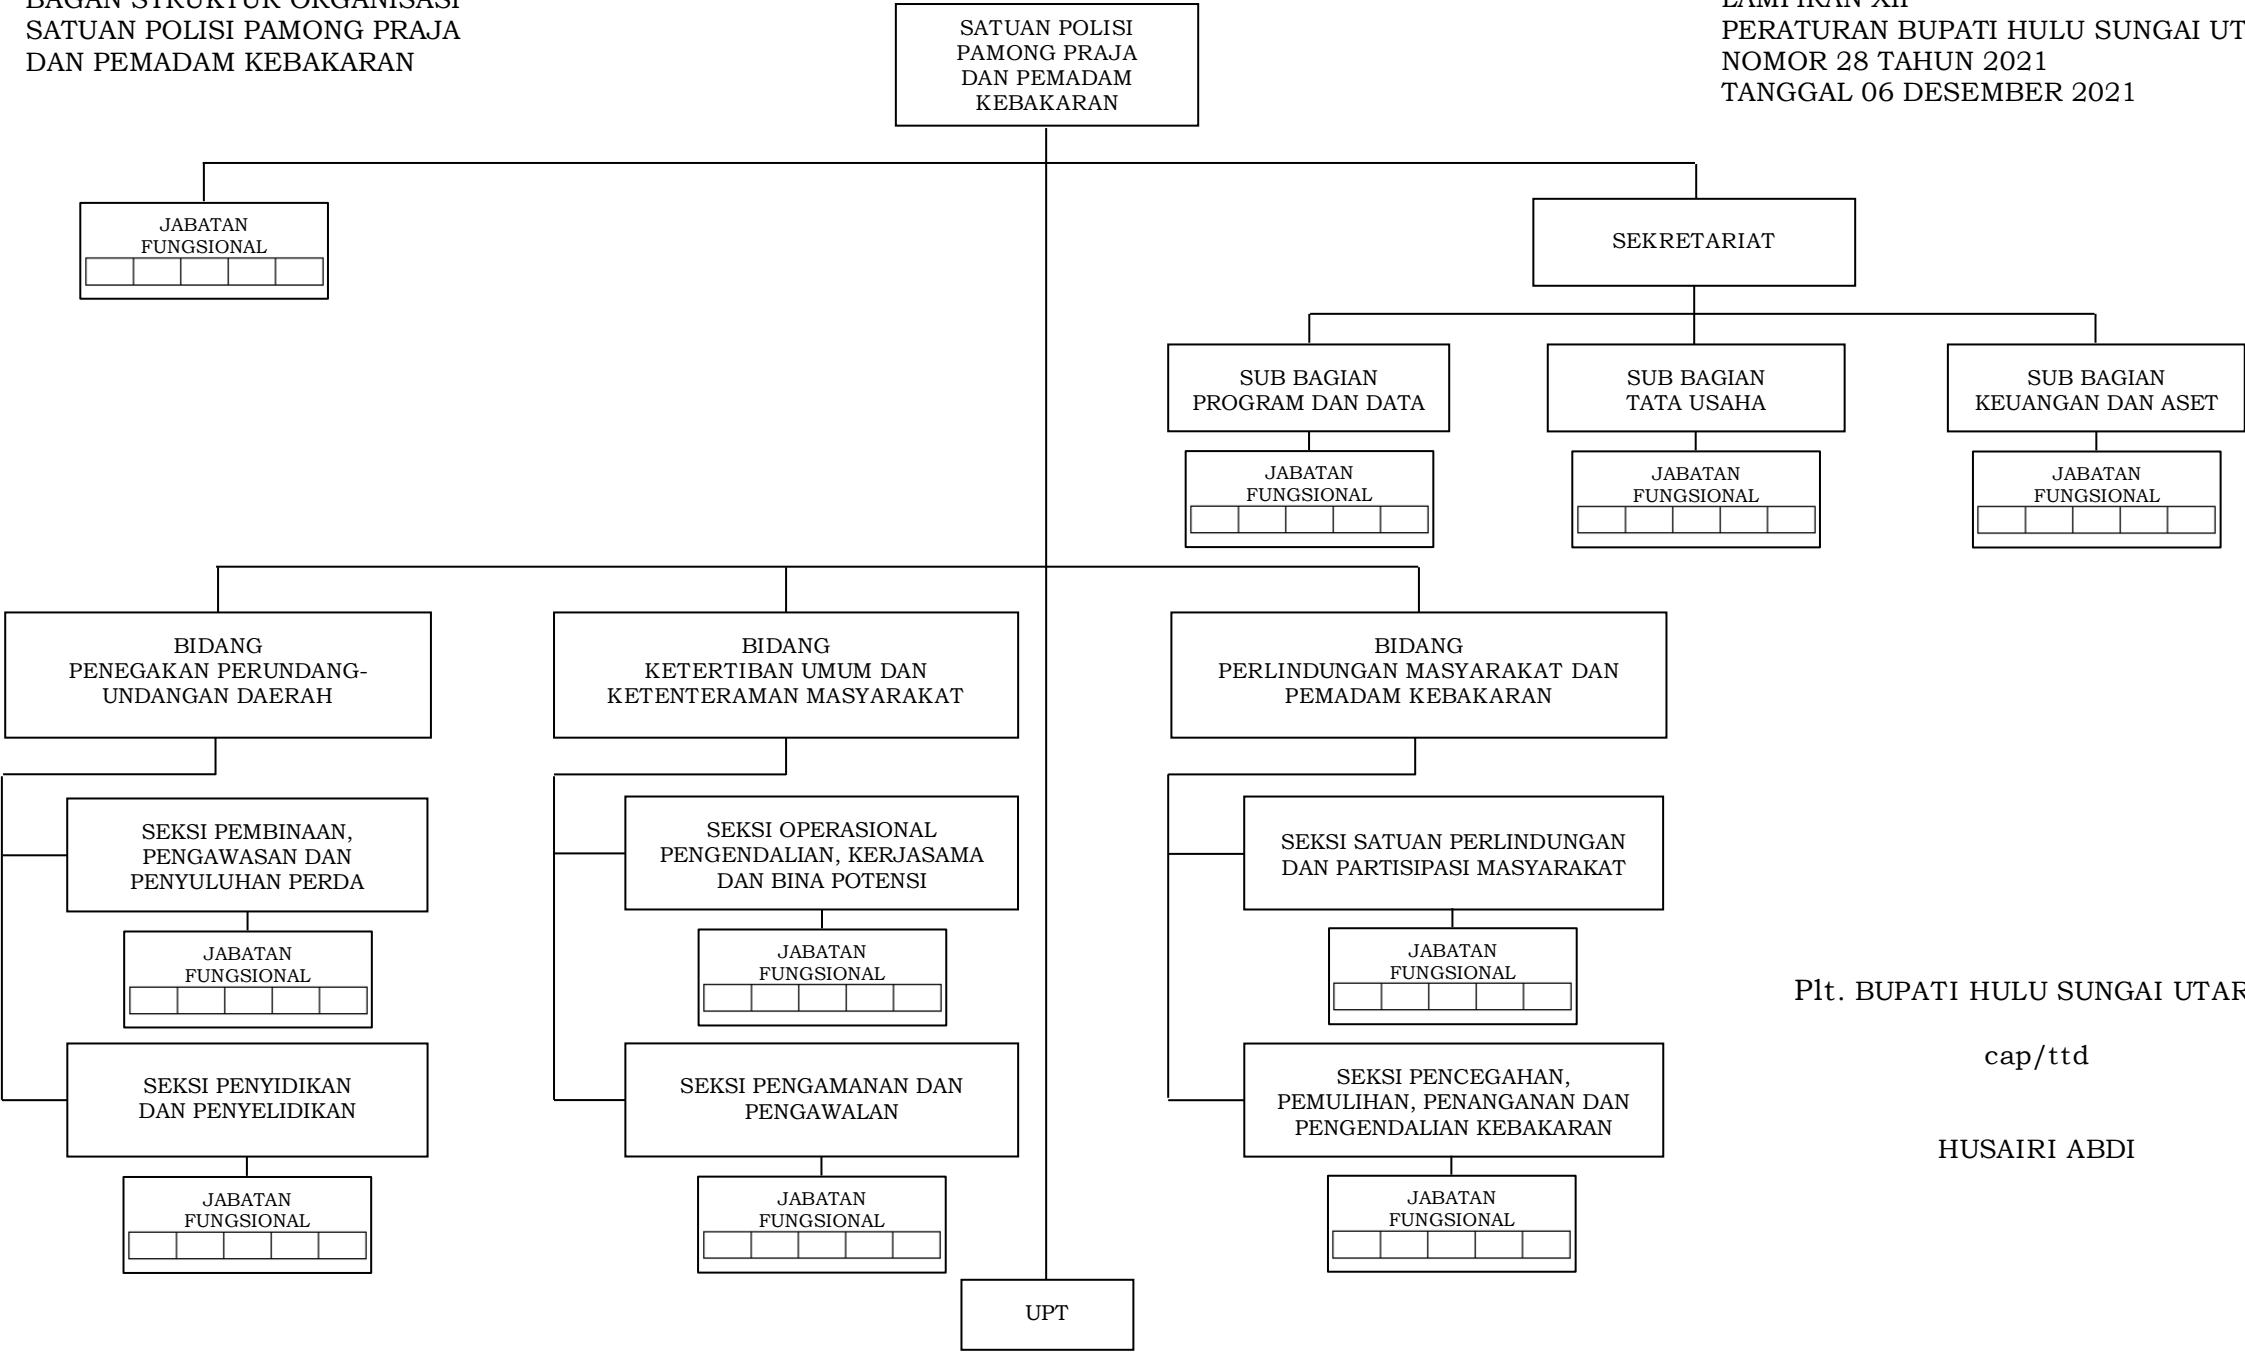 BAGAN STRUKTUR ORGANISASI
SATUAN POLISI PAMONG PRAJA
DAN PEMADAM KEBAKARAN
SATUAN POLISI
PAMONG PRAJA
DAN PEMADAM
KEBAKARAN
LAMPIRAN XII
PERATURAN BUPATI HULU SUNGAI UT
NOMOR 28 TAHUN 2021
TANGGAL 06 DESEMBER 2021
JABATAN
FUNGSIONAL
SEKRETARIAT
SUB BAGIAN
PROGRAM DAN DATA
SUB BAGIAN
TATA USAHA
SUB BAGIAN
KEUANGAN DAN ASET
JABATAN
FUNGSIONAL
JABATAN
FUNGSIONAL
JABATAN
FUNGSIONAL
BIDANG
PENEGAKAN PERUNDANG-
UNDANGAN DAERAH
BIDANG
KETERTIBAN UMUM DAN
KETENTERAMAN MASYARAKAT
BIDANG
PERLINDUNGAN MASYARAKAT DAN
PEMADAM KEBAKARAN
SEKSI PEMBINAAN,
PENGAWASAN DAN
PENYULUHAN PERDA
SEKSI OPERASIONAL
PENGENDALIAN, KERJASAMA
DAN BINA POTENSI
SEKSI SATUAN PERLINDUNGAN
DAN PARTISIPASI MASYARAKAT
JABATAN
FUNGSIONAL
JABATAN
FUNGSIONAL
JABATAN
FUNGSIONAL
SEKSI PENYIDIKAN
DAN PENYELIDIKAN
SEKSI PENGAMANAN DAN
PENGAWALAN
SEKSI PENCEGAHAN,
PEMULIHAN, PENANGANAN DAN
PENGENDALIAN KEBAKARAN
JABATAN
FUNGSIONAL
JABATAN
FUNGSIONAL
JABATAN
FUNGSIONAL
UPT
Plt. BUPATI HULU SUNGAI UTAR
cap/ttd
HUSAIRI ABDI